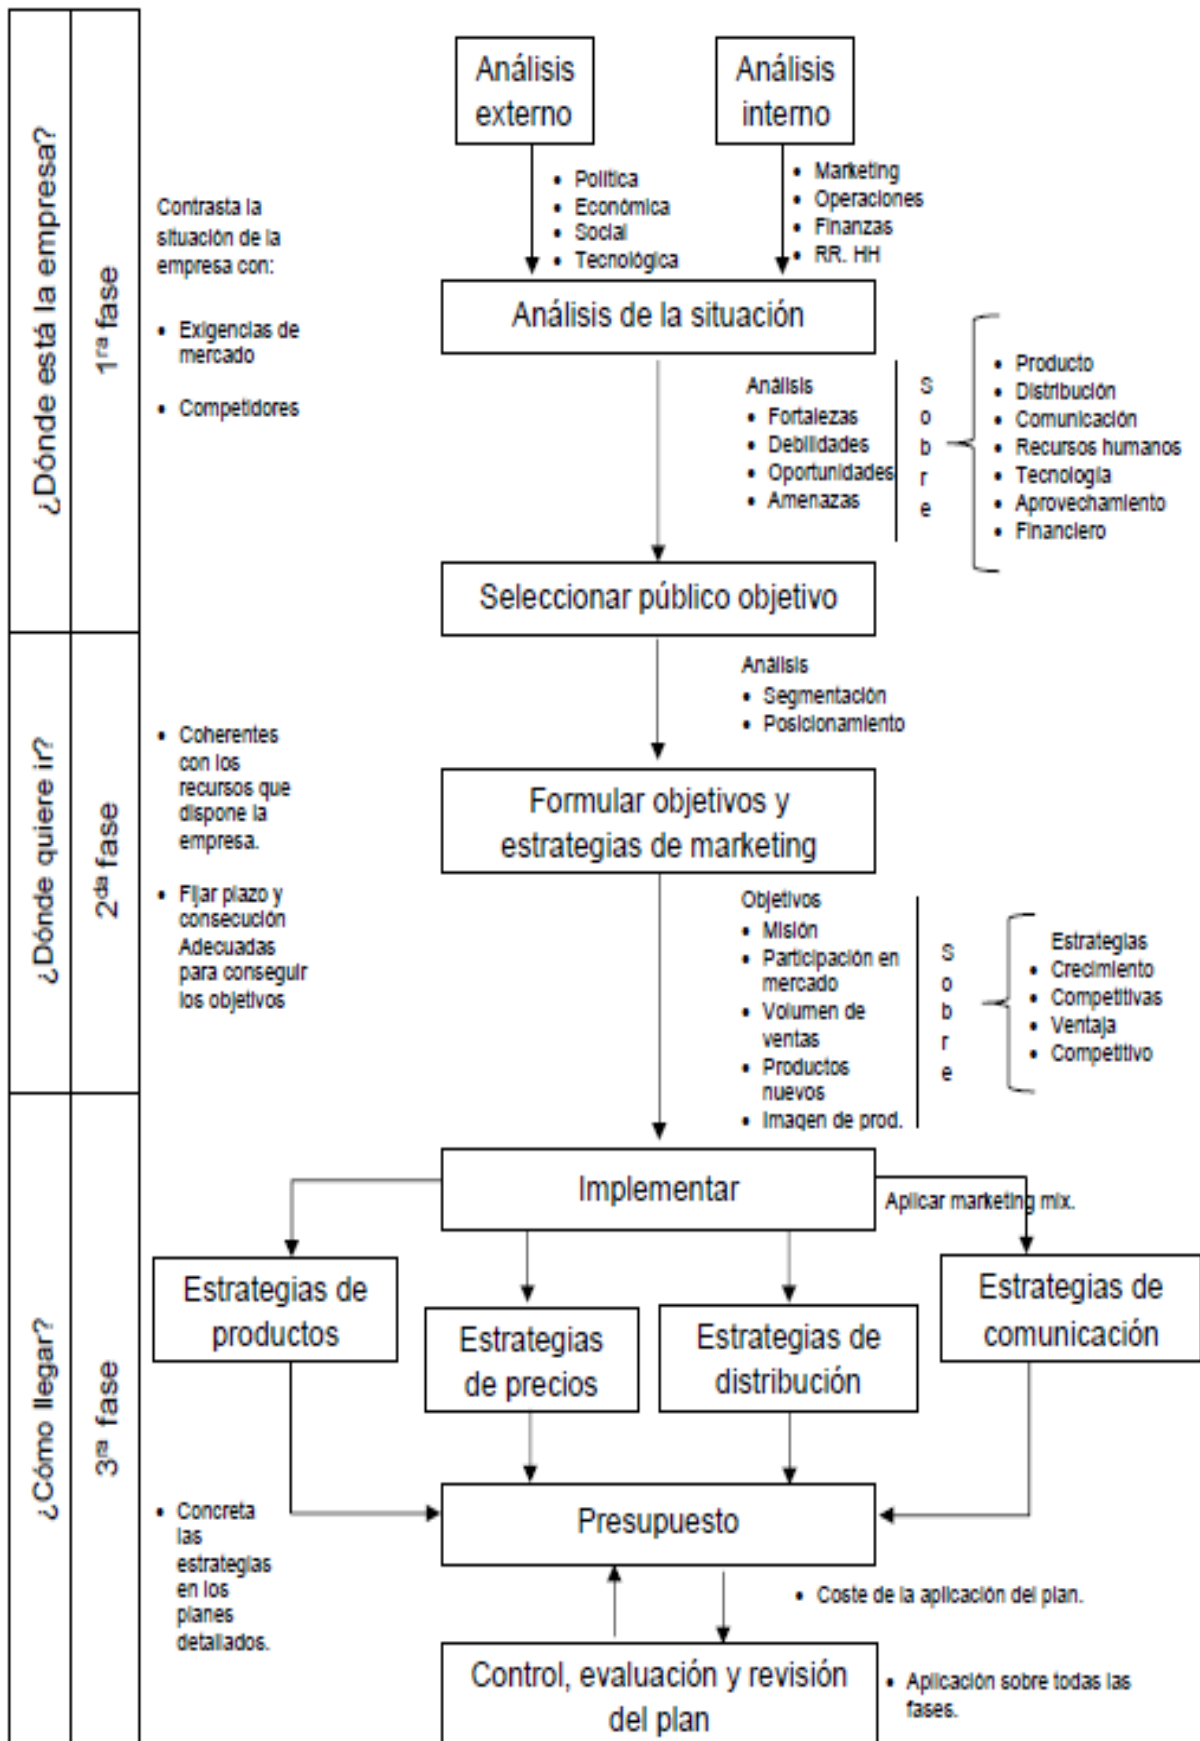 ¿Dónde está la empresa?
1ra fase
Análisis
externo
Análisis
interno
• Política
• Económica
• Social
• Tecnológica
• Marketing
• Operaciones
• Finanzas
• RR. HH
Contrasta la
situación de la
empresa con:
• Exigencias de
mercado
• Competidores
Análisis de la situación
Análisis
• Fortalezas
• Debilidades
• Oportunidades
• Amenazas
S
o
b
r
e
• Producto
• Distribución
• Comunicación
• Recursos humanos
• Tecnología
• Aprovechamiento
• Financiero
Seleccionar público objetivo
¿Dónde quiere ir?
2da fase
Análisis
• Segmentación
• Posicionamiento
• Coherentes
con los
recursos que
dispone la
empresa.
• Fijar plazo y
consecución
Adecuadas
para conseguir
los objetivos
Formular objetivos y
estrategias de marketing
Objetivos
• Misión
• Participación en
mercado
• Volumen de
ventas
• Productos
nuevos
• Imagen de prod.
S
o
b
r
e
Estrategias
• Crecimiento
• Competitivas
• Ventaja
• Competitivo
¿Cómo llegar?
3ra fase
Implementar
Aplicar marketing mix.
Estrategias de
productos
Estrategias
de precios
Estrategias de
distribución
Estrategias de
comunicación
• Concreta
las
estrategias
en los
planes
detallados.
Presupuesto
• Coste de la aplicación del plan.
Control, evaluación y revisión
del plan
• Aplicación sobre todas las
fases.